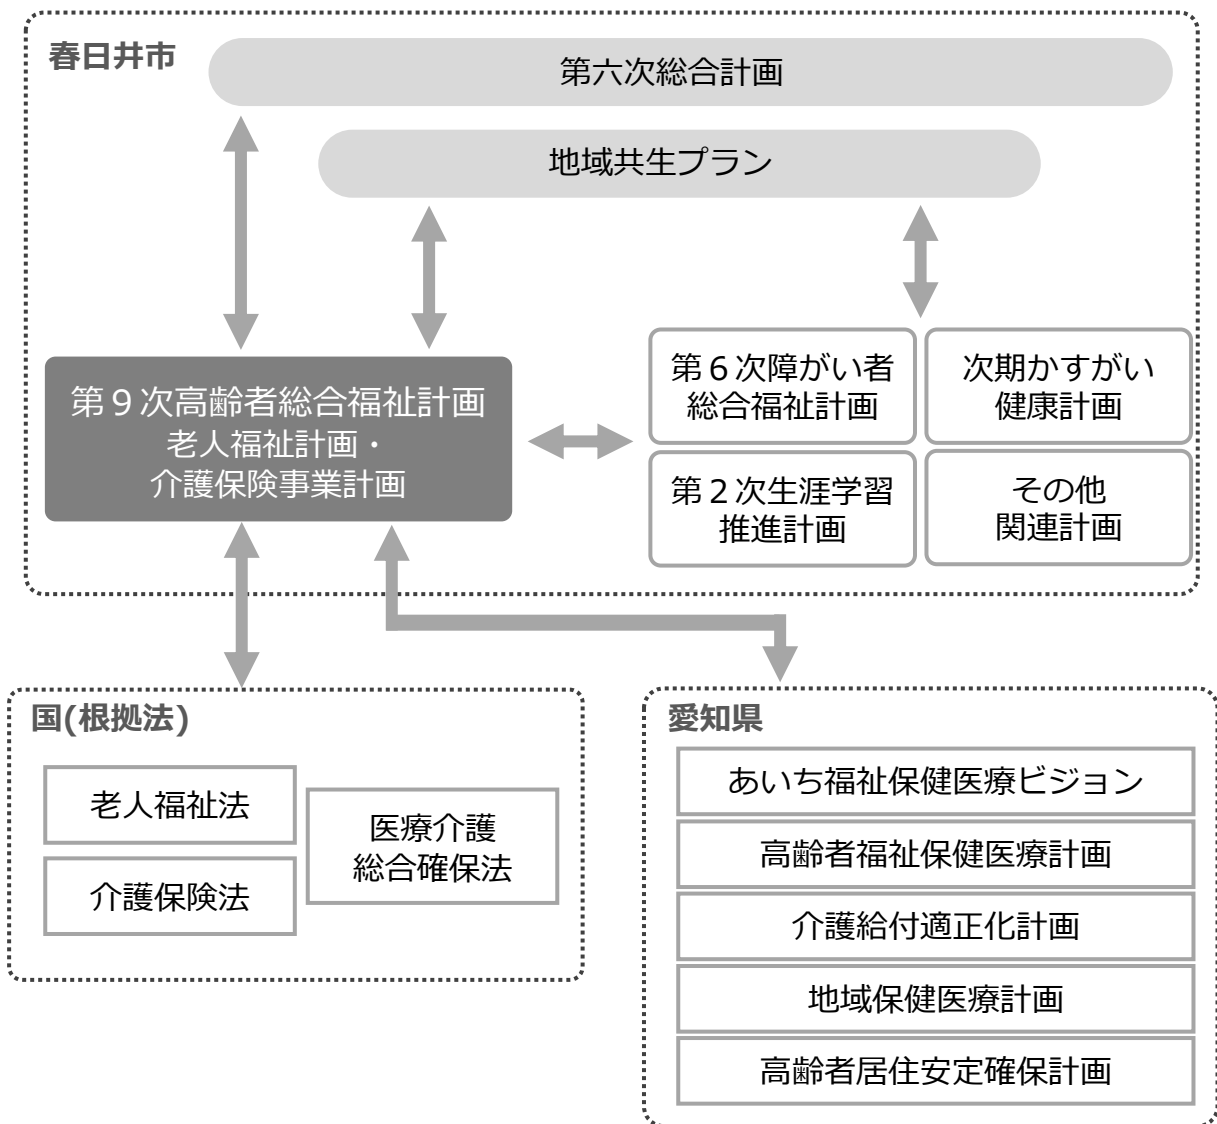 春日井市
第六次総合計画
地域共生プラン
第９次高齢者総合福祉計画
老人福祉計画・
介護保険事業計画
第６次障がい者
総合福祉計画
次期かすがい
健康計画
第２次生涯学習
推進計画
その他
関連計画
国(根拠法)
老人福祉法
介護保険法
医療介護
総合確保法
愛知県
あいち福祉保健医療ビジョン
高齢者福祉保健医療計画
介護給付適正化計画
地域保健医療計画
高齢者居住安定確保計画